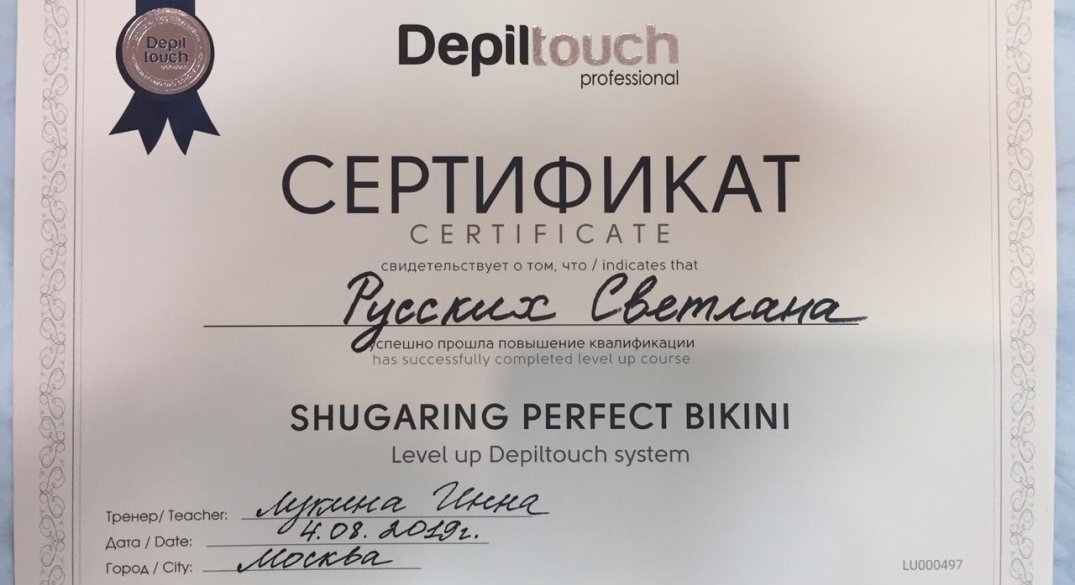 Depil
touch
Depiltouch
professional
СЕРТИФИКАТ
CERTIFICATE
свидетельствует о том, что / indicates that
Русских Светлана
успешно прошла повышение квалификации
has successfully completed level up course
SHUGARING PERFECT BIKINI
Level up Depiltouch system
Тренер/ Teacher: Лукина Инна
Дата / Date: 4.08.2019г.
Город / City: Москва
LU000497